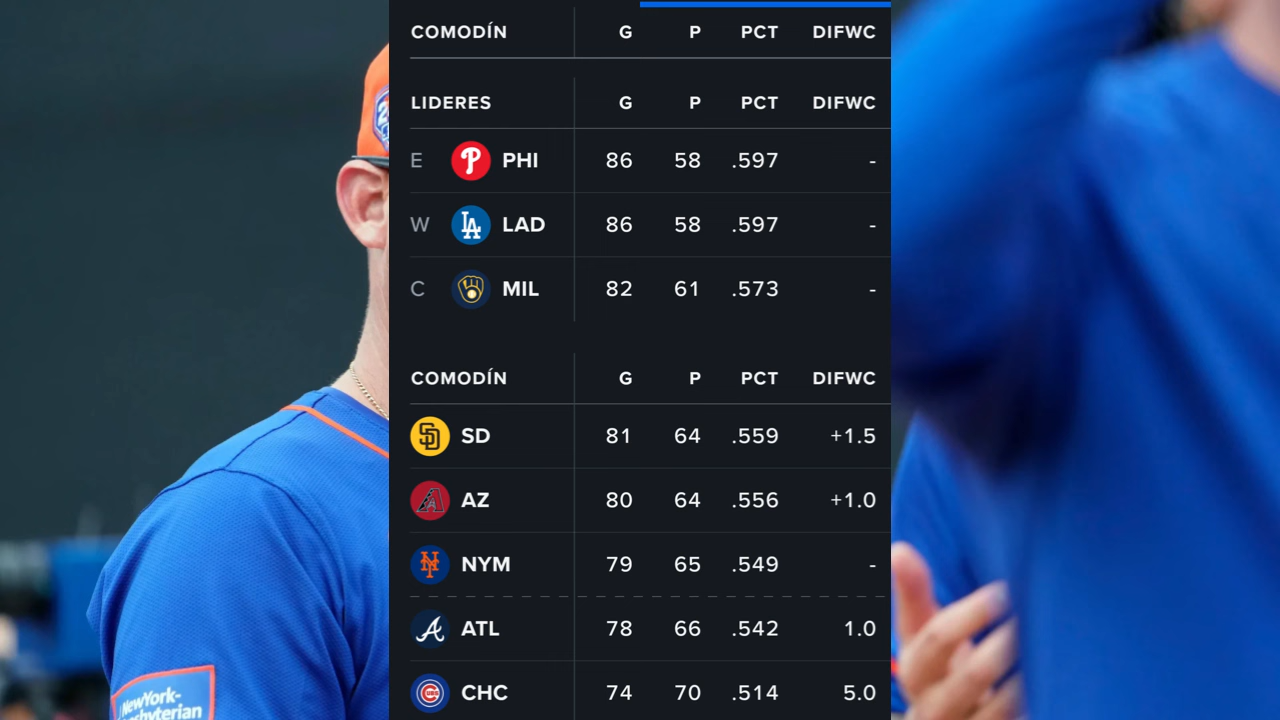 COMODÍN G P PCT DIFWC
LIDERES G P PCT DIFWC
E PHI 86 58 .597 -
W LAD 86 58 .597 -
C MIL 82 61 .573 -
COMODÍN G P PCT DIFWC
SD 81 64 .559 +1.5
AZ 80 64 .556 +1.0
NYM 79 65 .549 -
ATL 78 66 .542 1.0
CHC 74 70 .514 5.0
NewYork-